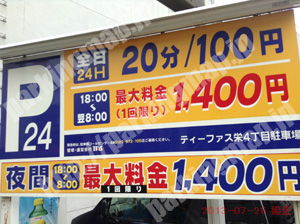 全日
24H
20分/100円
P
24
18:00
~
翌8:00
最大料金
(1回限り)
1,400円
ティーファス栄4丁目駐車場
夜間
18:00
~
8:00
最大料金
1回限り
1,400円